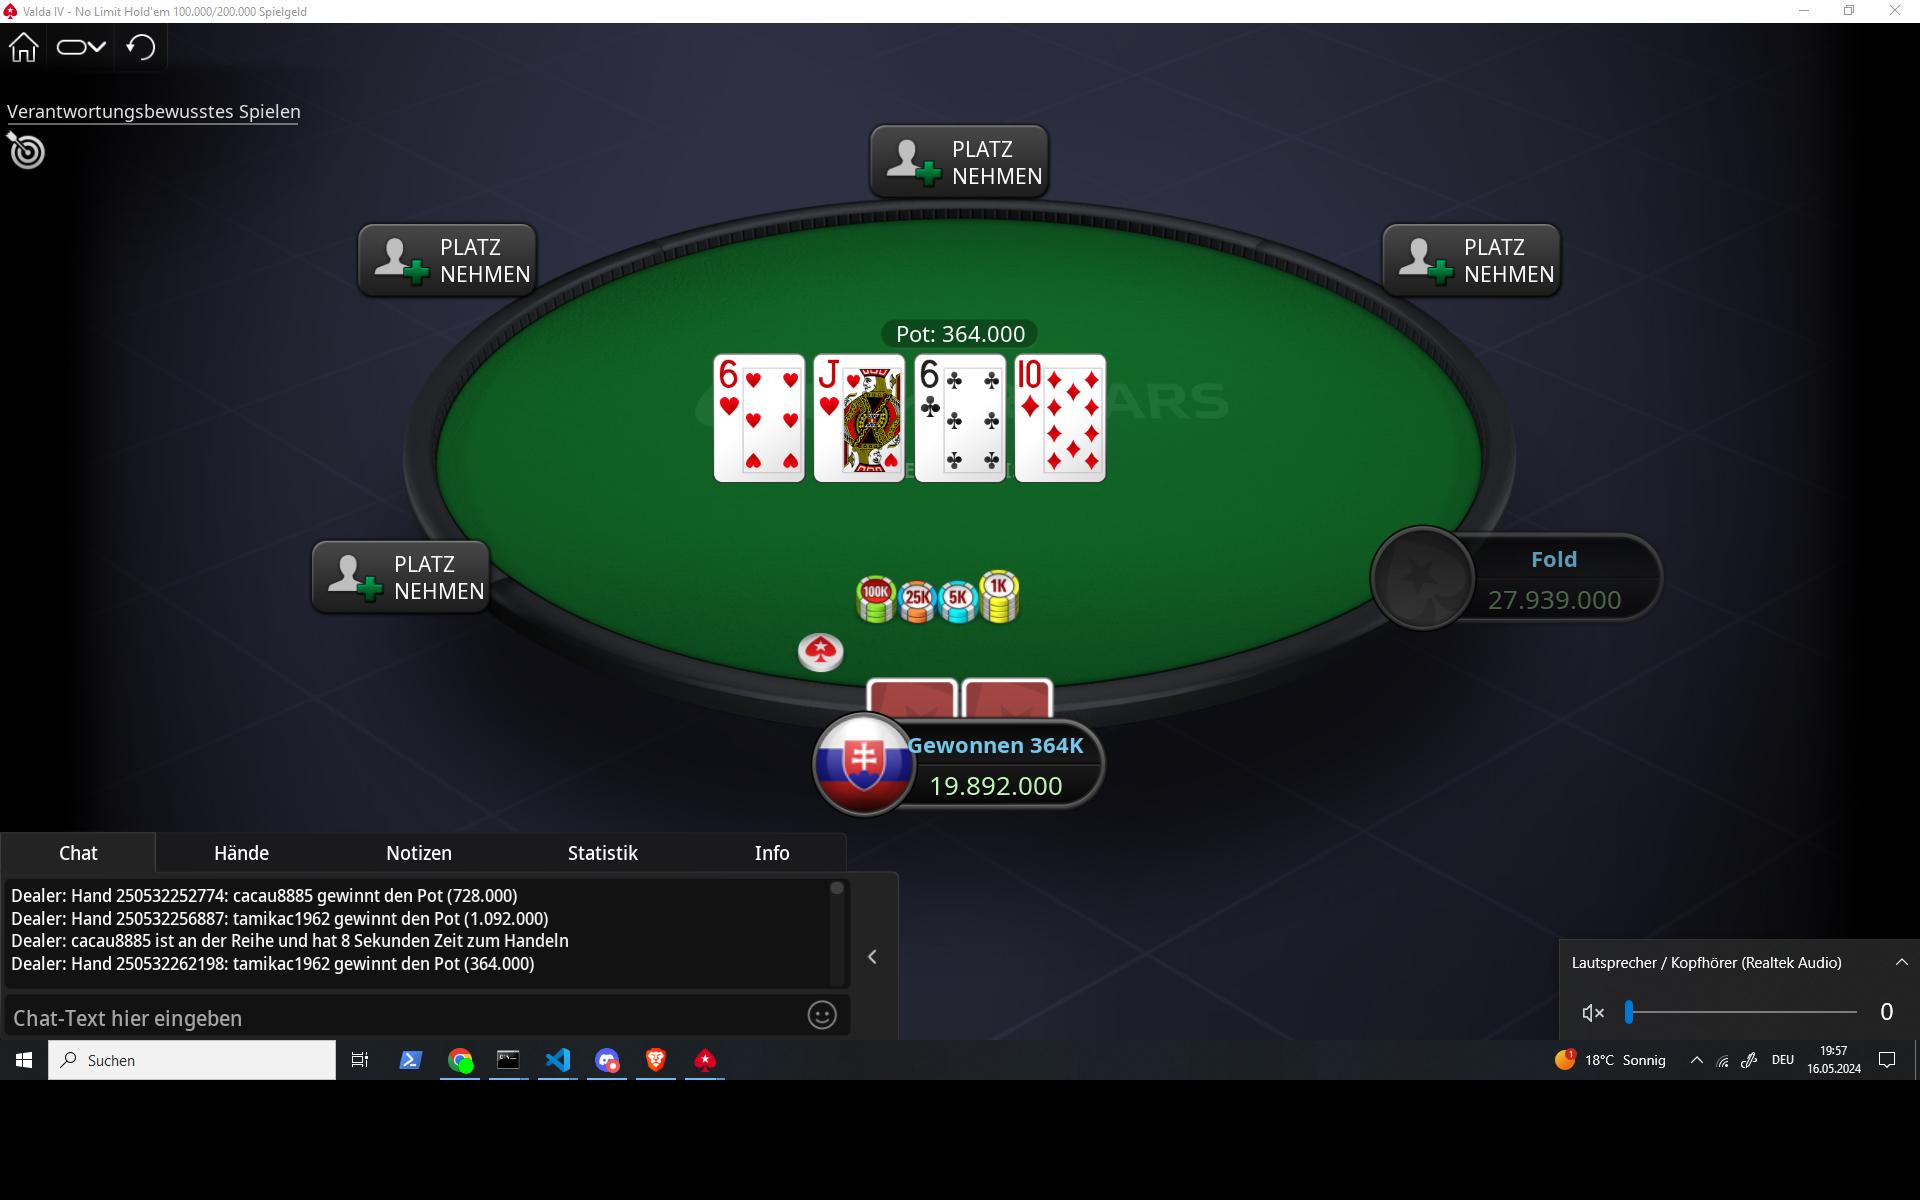 Valda IV - No Limit Hold'em 100.000/200.000 Spielgeld
Verantwortungsbewusstes Spielen
PLATZ
NEHMEN
PLATZ
NEHMEN
PLATZ
NEHMEN
Pot: 364.000
6
J
6
10
ARS
PLATZ
NEHMEN
Fold
27.939.000
100K
25K
5K
1K
Gewonnen 364K
19.892.000
Chat
Hände
Notizen
Statistik
Info
Dealer: Hand 250532252774: cacau8885 gewinnt den Pot (728.000)
Dealer: Hand 250532256887: tamikac1962 gewinnt den Pot (1.092.000)
Dealer: cacau8885 ist an der Reihe und hat 8 Sekunden Zeit zum Handeln
Dealer: Hand 250532262198: tamikac1962 gewinnt den Pot (364.000)
Chat-Text hier eingeben
Lautsprecher / Kopfhörer (Realtek Audio)
0
Suchen
1
18°C Sonnig
DEU
19:57
16.05.2024